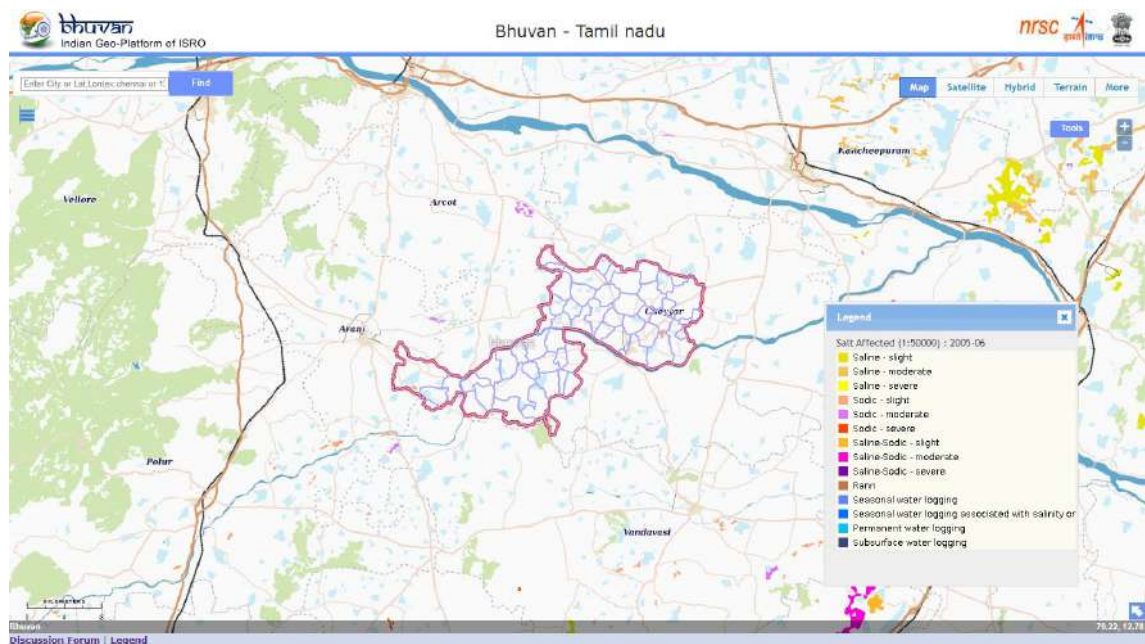 bhuvan
Indian Geo-Platform of ISRO
Bhuvan - Tamil nadu
nrsc
Find
Map Satellite Hybrid Terrain More
Tools
Kancheepuram
Vellore
Arcot
Cheyyar
Arani
Legend
Salt Affected (1:50000) : 2005-06
Saline - slight
Saline - moderate
Saline - severe
Sodic - slight
Sodic - moderate
Sodic - severe
Saline-Sodic - slight
Saline-Sodic - moderate
Saline-Sodic - severe
Rann
Seasonal water logging
Seasonal water logging associated with salinity or
Permanent water logging
Subsurface water logging
Polur
Vandavasi
Bhuvan
Discussion Forum | Legend